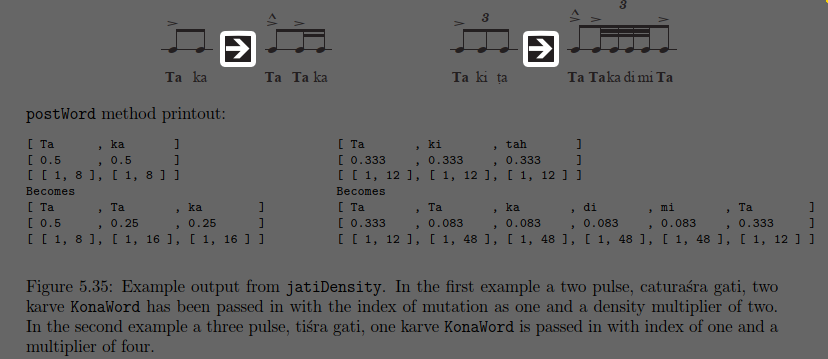 3 3
Ta ka Ta Ta ka Ta ki ṭa Ta Ta ka di mi Ta
postWord method printout:
[ Ta , ka ] [ Ta , ki , tah ]
[ 0.5 , 0.5 ] [ 0.333 , 0.333 , 0.333 ]
[ [ 1, 8 ], [ 1, 8 ] ] [ [ 1, 12 ], [ 1, 12 ], [ 1, 12 ] ]
Becomes Becomes
[ Ta , Ta , ka ] [ Ta , Ta , ka , di , mi , Ta ]
[ 0.5 , 0.25 , 0.25 ] [ 0.333 , 0.083 , 0.083 , 0.083 , 0.083 , 0.333 ]
[ [ 1, 8 ], [ 1, 16 ], [ 1, 16 ] ] [ [ 1, 12 ], [ 1, 48 ], [ 1, 48 ], [ 1, 48 ], [ 1, 48 ], [ 1, 12 ] ]
Figure 5.35: Example output from jatiDensity. In the first example a two pulse, caturaśra gati, two
karve KonaWord has been passed in with the index of mutation as one and a density multiplier of two.
In the second example a three pulse, tiśra gati, one karve KonaWord is passed in with index of one and a
multiplier of four.